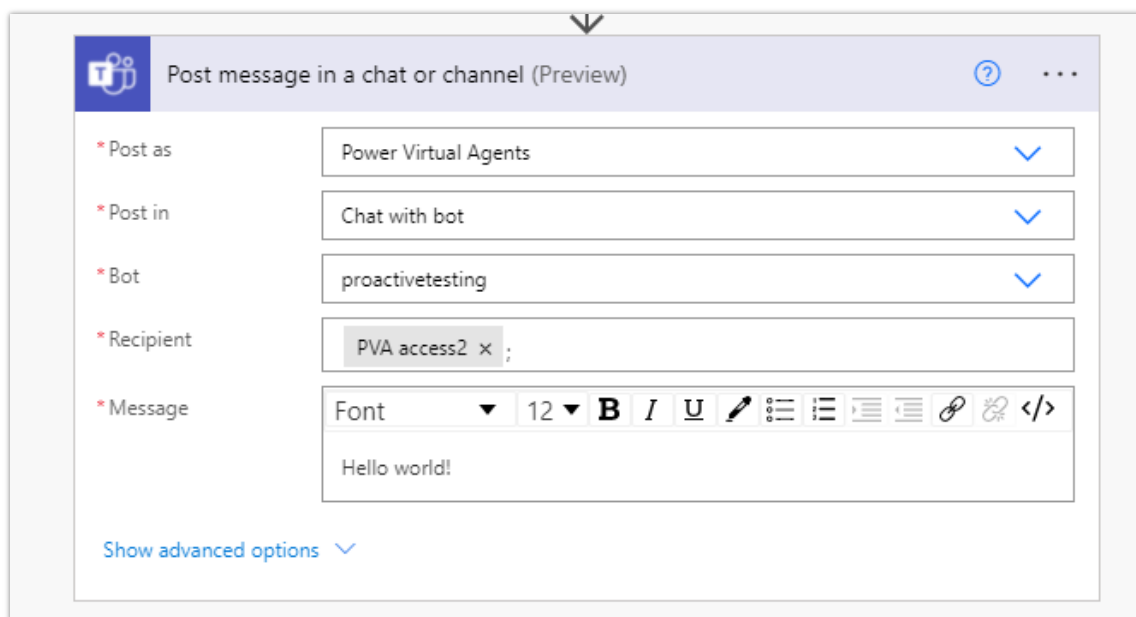 Post message in a chat or channel (Preview)
* Post as
Power Virtual Agents
* Post in
Chat with bot
* Bot
proactivetesting
* Recipient
PVA access2 × ;
* Message
Font 12 B I U </>
Hello world!
Show advanced options